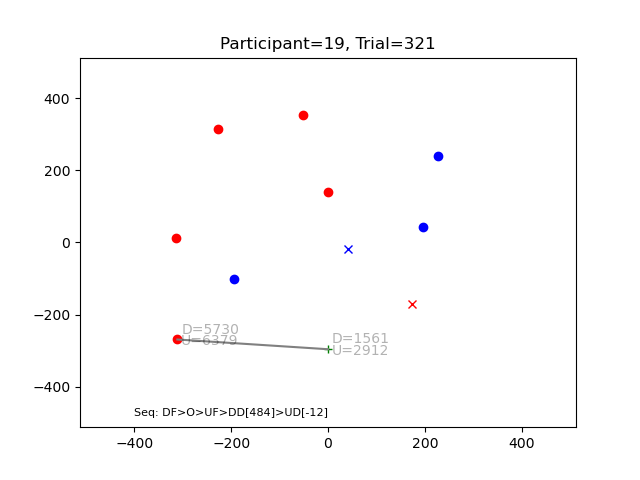 Participant=19, Trial=321
400
200
0
−200
−400
D=5730
U=6379
D=1561
U=2912
Seq: DF>O>UF>DD[484]>UD[-12]
−400
−200
0
200
400